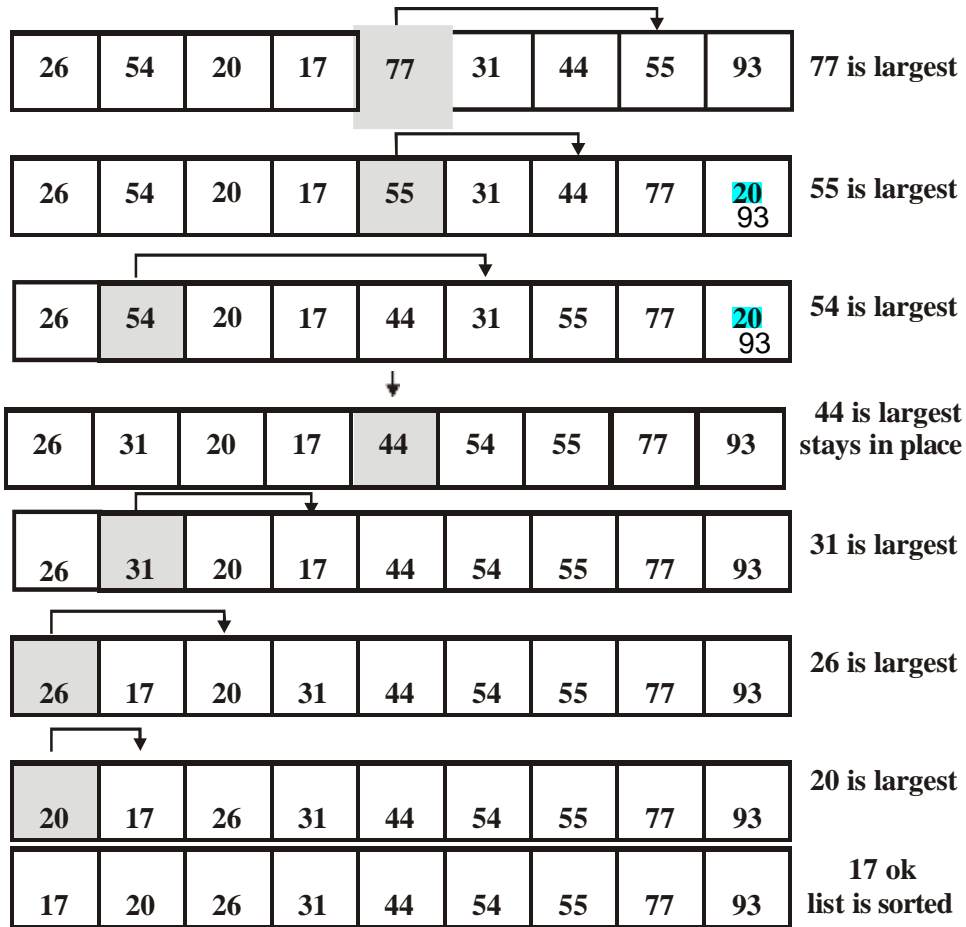 26 54 20 17 77 31 44 55 93 77 is largest
26 54 20 17 55 31 44 77 20 55 is largest
93
26 54 20 17 44 31 55 77 20 54 is largest
93
44 is largest
26 31 20 17 44 54 55 77 93 stays in place
26 31 20 17 44 54 55 77 93 31 is largest
26 17 20 31 44 54 55 77 93 26 is largest
20 17 26 31 44 54 55 77 93 20 is largest
17 ok
17 20 26 31 44 54 55 77 93 list is sorted